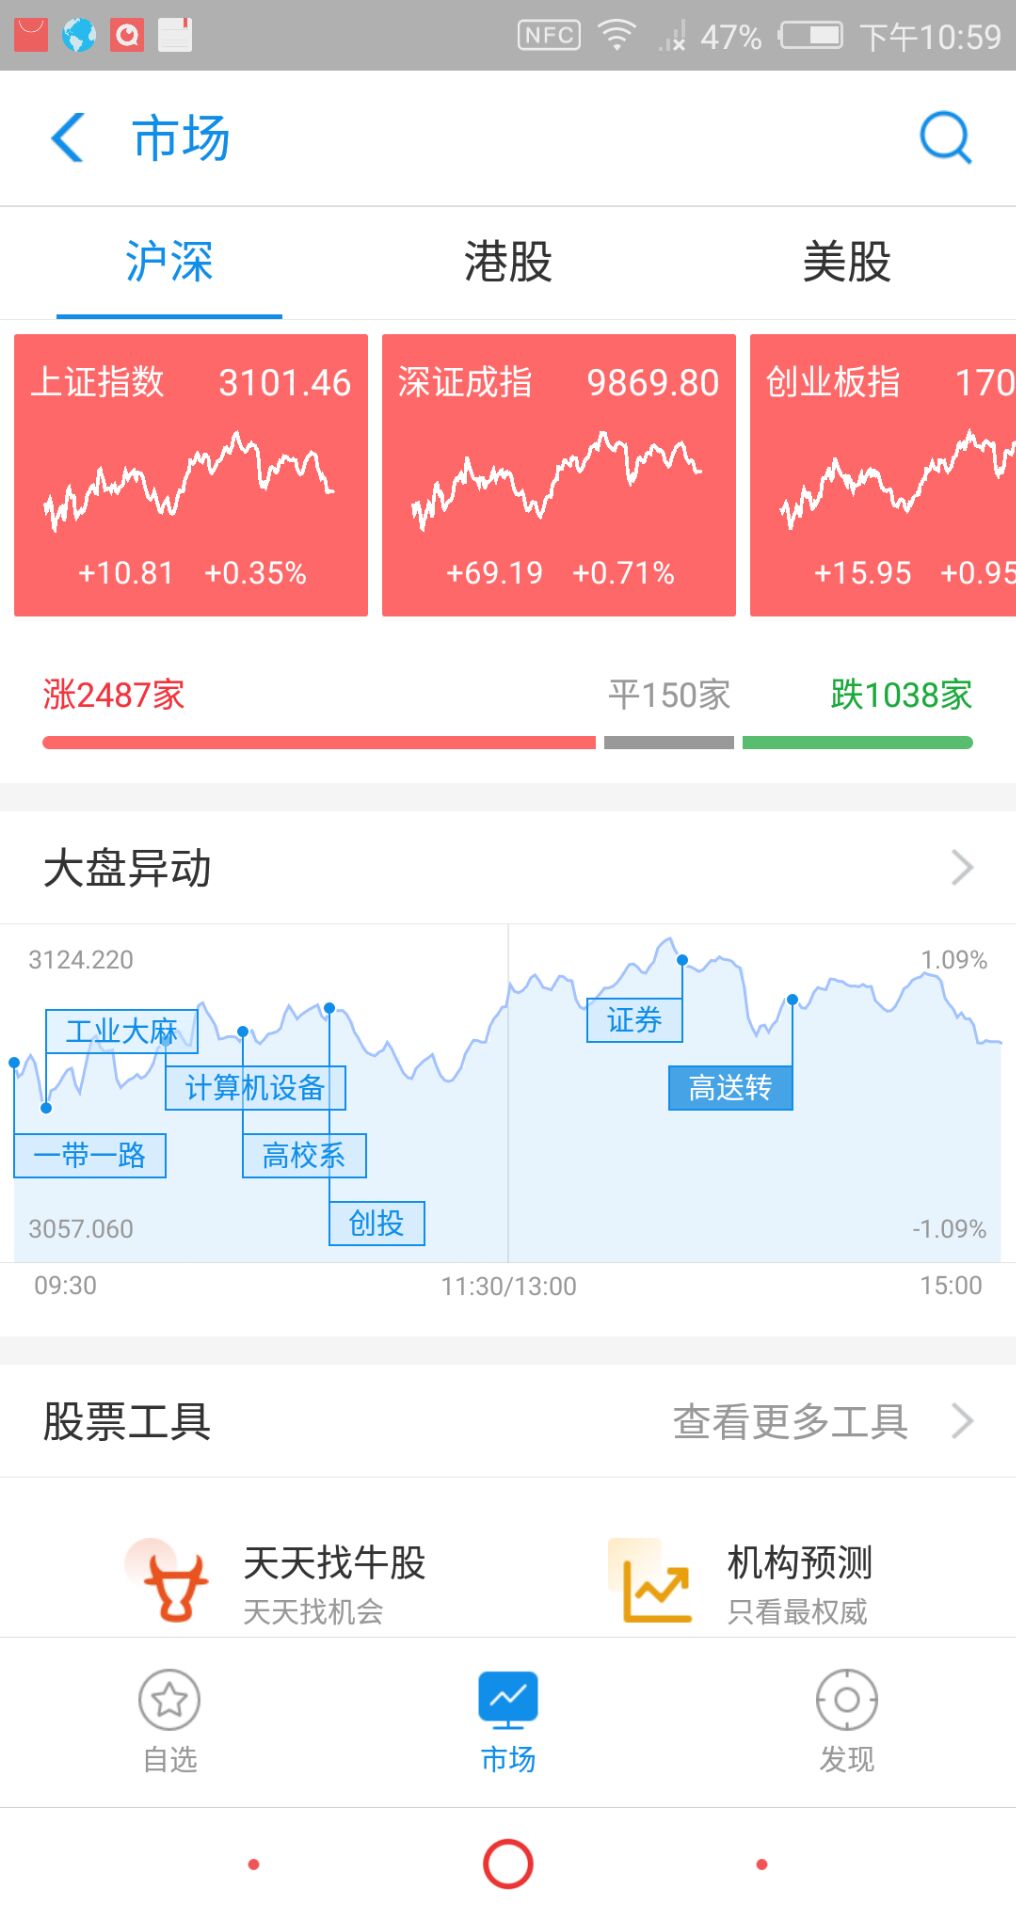 NFC 47% 下午10:59
市场
沪深 港股 美股
上证指数 3101.46
+10.81 +0.35%
深证成指 9869.80
+69.19 +0.71%
创业板指 170
+15.95 +0.95
涨2487家 平150家 跌1038家
大盘异动
3124.220 1.09%
工业大麻
证券
计算机设备
高送转
一带一路
高校系
创投
3057.060 -1.09%
09:30 11:30/13:00 15:00
股票工具 查看更多工具
天天找牛股
天天找机会
机构预测
只看最权威
自选 市场 发现